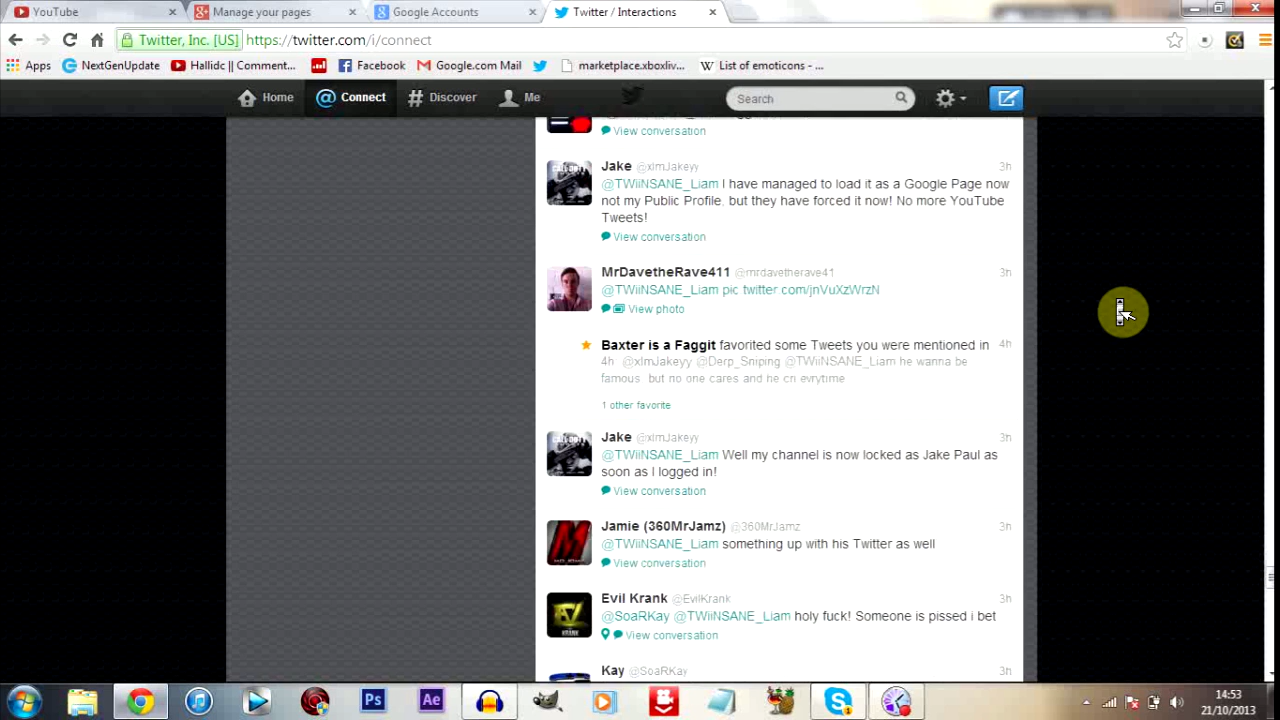 YouTube
Manage your pages
Google Accounts
Twitter / Interactions
Twitter, Inc. [US]
https://twitter.com/i/connect
Apps
NextGenUpdate
Hallidc || Comment...
Facebook
Google.com Mail
marketplace.xboxliv...
List of emoticons - ...
Home
Connect
Discover
Me
Search
View conversation
Jake @xImJakeyy 3h
@TWiiNSANE_Liam I have managed to load it as a Google Page now
not my Public Profile, but they have forced it now! No more YouTube
Tweets!
View conversation
MrDavetheRave411 @mrdavetherave41 3h
@TWiiNSANE_Liam pic twitter com/jnVuXzWrzN
View photo
Baxter is a Faggit favorited some Tweets you were mentioned in 4h
4h @xImJakeyy @Derp_Sniping @TWiiNSANE_Liam he wanna be
famous but no one cares and he cri evrytime
1 other favorite
Jake @xImJakeyy 3h
@TWiiNSANE_Liam Well my channel is now locked as Jake Paul as
soon as I logged in!
View conversation
Jamie (360MrJamz) @360MrJamz 3h
@TWiiNSANE_Liam something up with his Twitter as well
View conversation
Evil Krank @EvilKrank 3h
@SoaRKay @TWiiNSANE_Liam holy fuck! Someone is pissed i bet
View conversation
Kay @SoaRKay 3h
Ps
Ae
14:53
21/10/2013